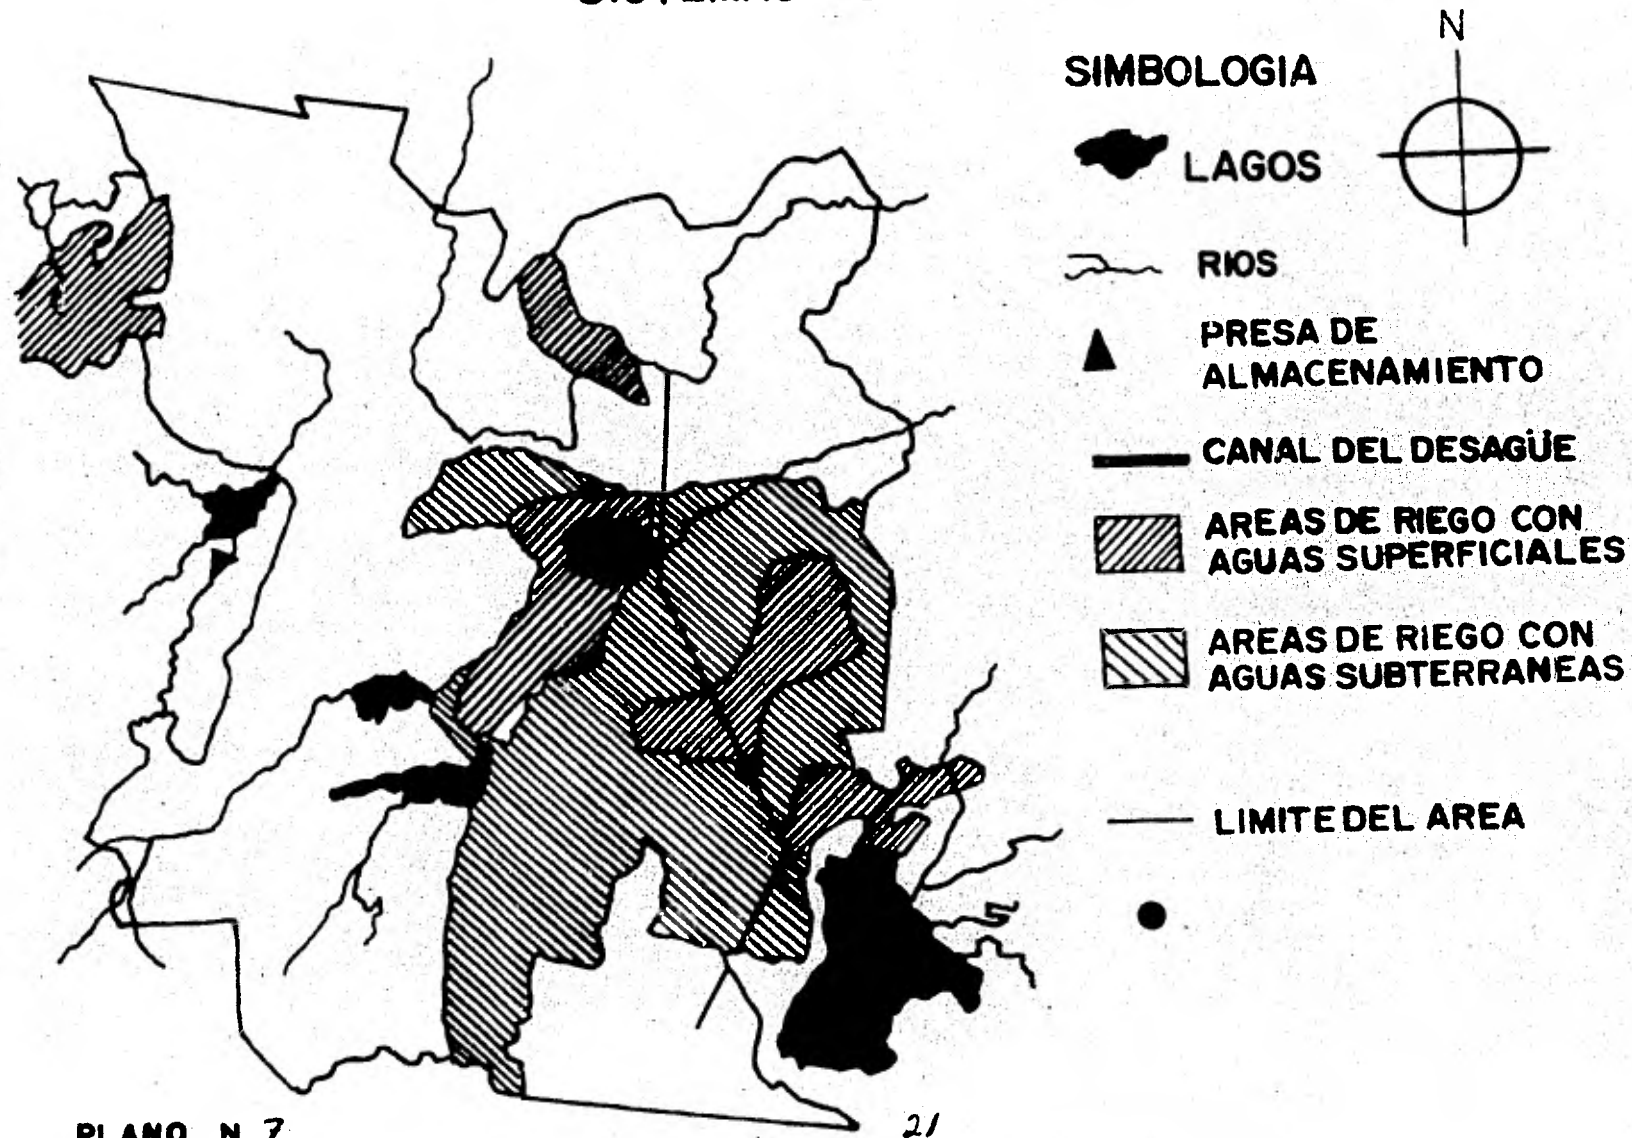 N
SIMBOLOGIA
LAGOS
RIOS
PRESA DE
ALMACENAMIENTO
CANAL DEL DESAGÜE
AREAS DE RIEGO CON
AGUAS SUPERFICIALES
AREAS DE RIEGO CON
AGUAS SUBTERRANEAS
LIMITE DEL AREA
PLANO N 7
21